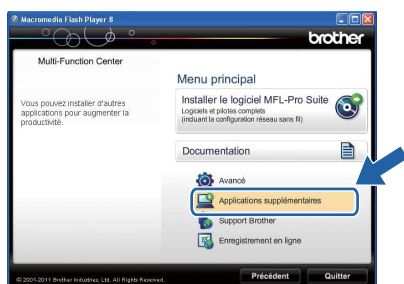 Macromedia Flash Player 8
brother
Multi-Function Center
Vous pouvez installer d'autres
applications pour augmenter la
productivité.
Menu principal
Installer le logiciel MFL-Pro Suite
Logiciels et pilotes complets
(incluant la configuration réseau sans fil)
Documentation
Avancé
Applications supplémentaires
Support Brother
Enregistrement en ligne
© 2001-2011 Brother Industries, Ltd. All Rights Reserved.
Précédent
Quitter